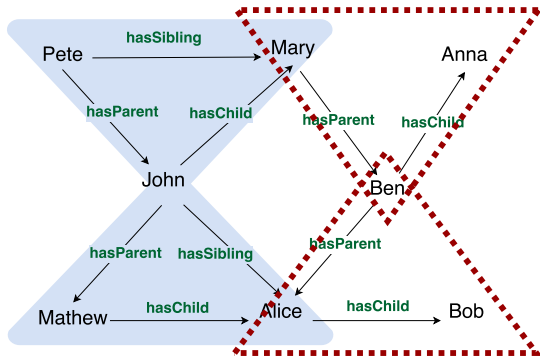 hasSibling
Pete
Mary
Anna
hasParent
hasChild
hasParent
hasChild
John
Ben
hasParent
hasSibling
hasParent
Mathew
hasChild
Alice
hasChild
Bob